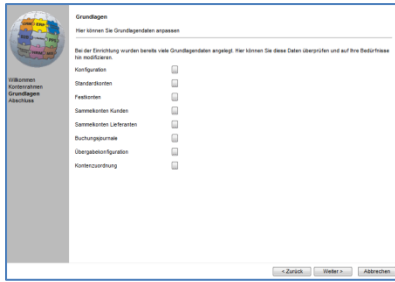 Grundlagen
Hier können Sie Grundlagendaten anpassen
Bei der Einrichtung wurden bereits viele Grundlagendaten angelegt. Hier können Sie diese Daten überprüfen und auf Ihre Bedürfnisse
hin modifizieren.
Konfiguration
Standardkonten
Festkonten
Sammelkonten Kunden
Sammelkonten Lieferanten
Buchungsjournale
Übergabekonfiguration
Kontenzuordnung
Willkommen
Kontenrahmen
Grundlagen
Abschluss
< Zurück
Weiter >
Abbrechen